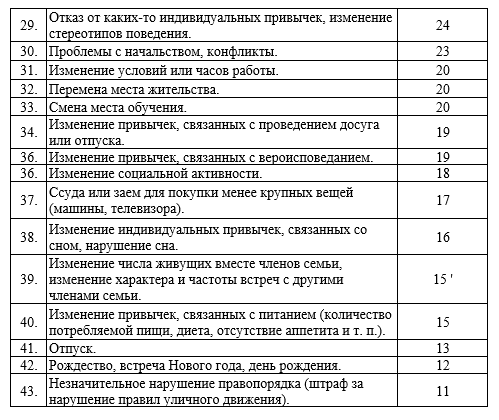 29. Отказ от каких-то индивидуальных привычек, изменение стереотипов поведения. 24
30. Проблемы с начальством, конфликты. 23
31. Изменение условий или часов работы. 20
32. Перемена места жительства. 20
33. Смена места обучения. 20
34. Изменение привычек, связанных с проведением досуга или отпуска. 19
36. Изменение привычек, связанных с вероисповеданием. 19
36. Изменение социальной активности. 18
37. Ссуда или заем для покупки менее крупных вещей (машины, телевизора). 17
38. Изменение индивидуальных привычек, связанных со сном, нарушение сна. 16
39. Изменение числа живущих вместе членов семьи, изменение характера и частоты встреч с другими членами семьи. 15 '
40. Изменение привычек, связанных с питанием (количество потребляемой пищи, диета, отсутствие аппетита и т. п.). 15
41. Отпуск. 13
42. Рождество, встреча Нового года, день рождения. 12
43. Незначительное нарушение правопорядка (штраф за нарушение правил уличного движения). 11